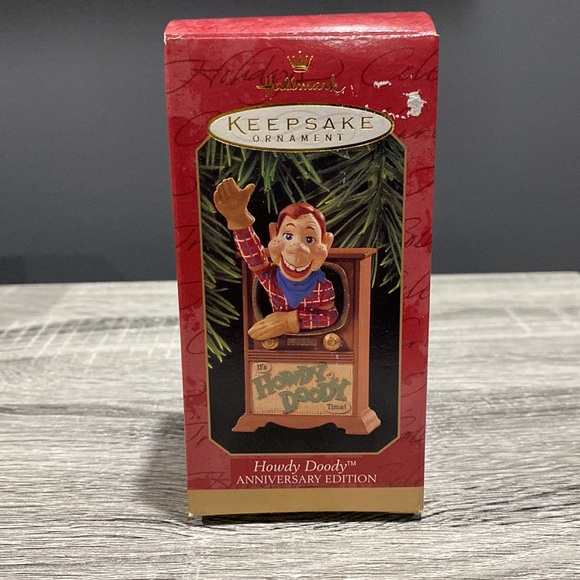 Hallmark
KEEPSAKE
ORNAMENT
It's
HOWDY
DOODY
Time!
Howdy Doody™
ANNIVERSARY EDITION